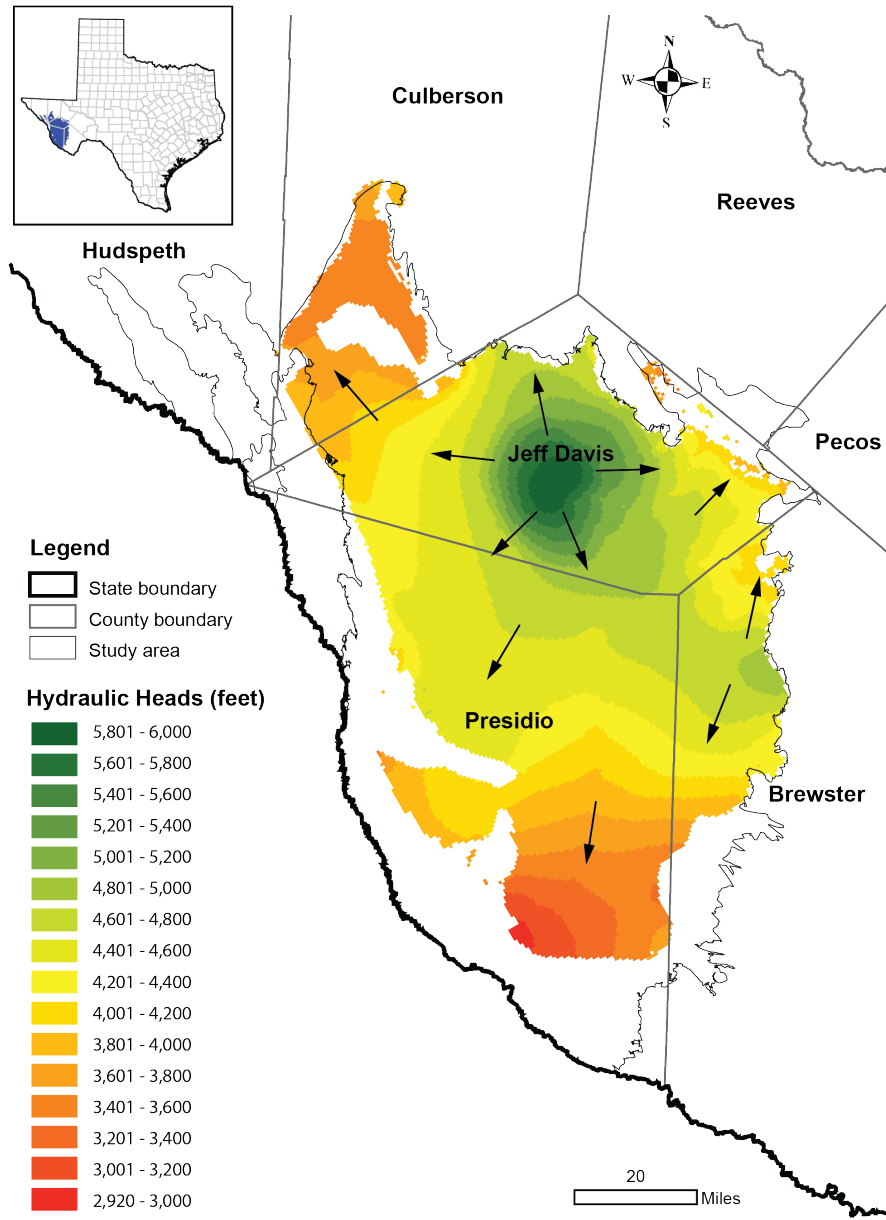 Culberson
N
W
E
S
Reeves
Hudspeth
Jeff Davis
Pecos
Legend
State boundary
County boundary
Study area
Hydraulic Heads (feet)
5,801 - 6,000
5,601 - 5,800
5,401 - 5,600
5,201 - 5,400
5,001 - 5,200
4,801 - 5,000
4,601 - 4,800
4,401 - 4,600
4,201 - 4,400
4,001 - 4,200
3,801 - 4,000
3,601 - 3,800
3,401 - 3,600
3,201 - 3,400
3,001 - 3,200
2,920 - 3,000
Presidio
Brewster
20
Miles